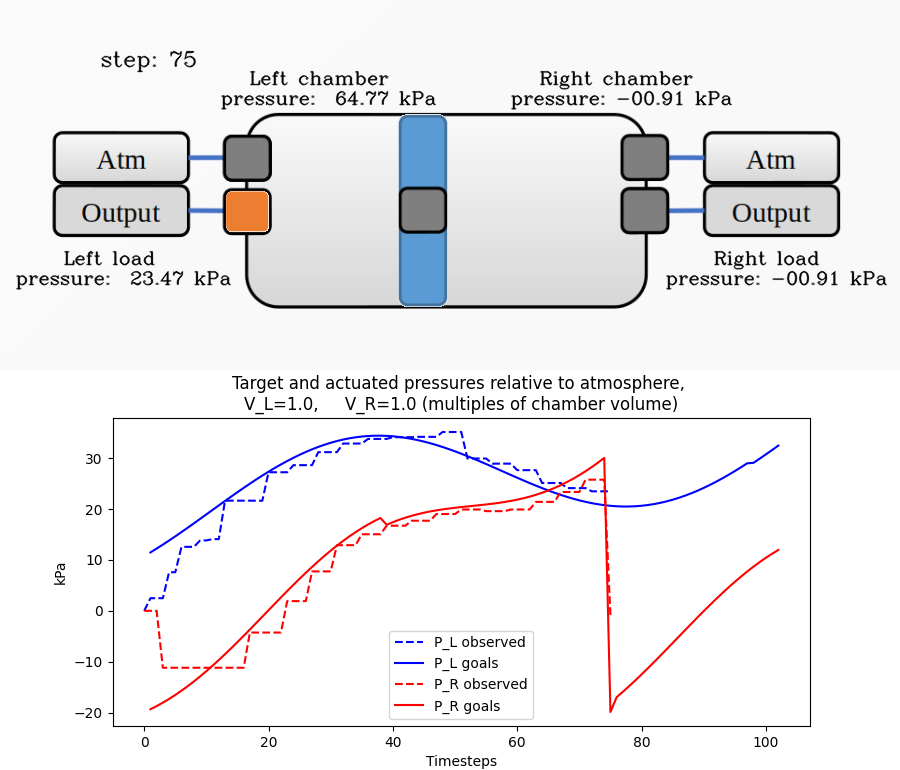 step: 75
Left chamber
pressure: 64.77 kPa
Right chamber
pressure: −00.91 kPa
Atm
Output
Atm
Output
Left load
pressure: 23.47 kPa
Right load
pressure: −00.91 kPa
Target and actuated pressures relative to atmosphere,
V_L=1.0, V_R=1.0 (multiples of chamber volume)
kPa
30
20
10
0
−10
−20
P_L observed
P_L goals
P_R observed
P_R goals
0 20 40 60 80 100
Timesteps